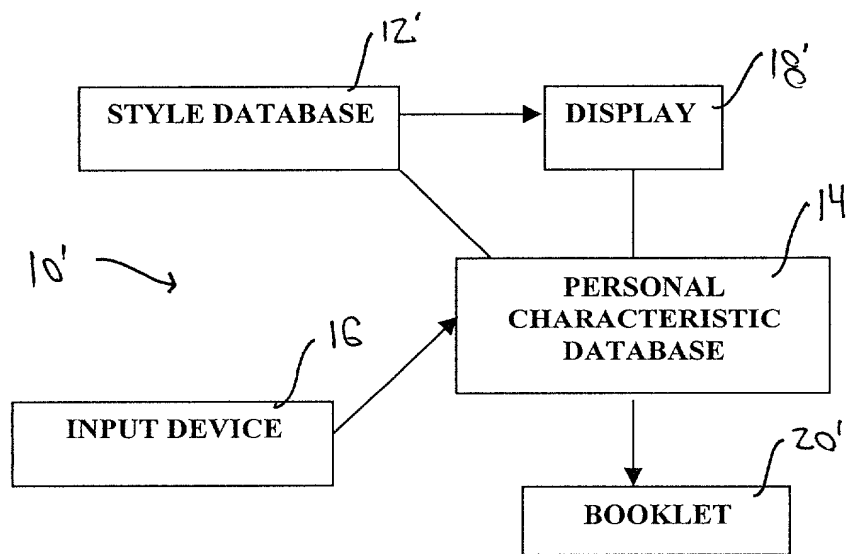 12'
18'
STYLE DATABASE
DISPLAY
14
10'
PERSONAL
CHARACTERISTIC
DATABASE
16
INPUT DEVICE
20'
BOOKLET